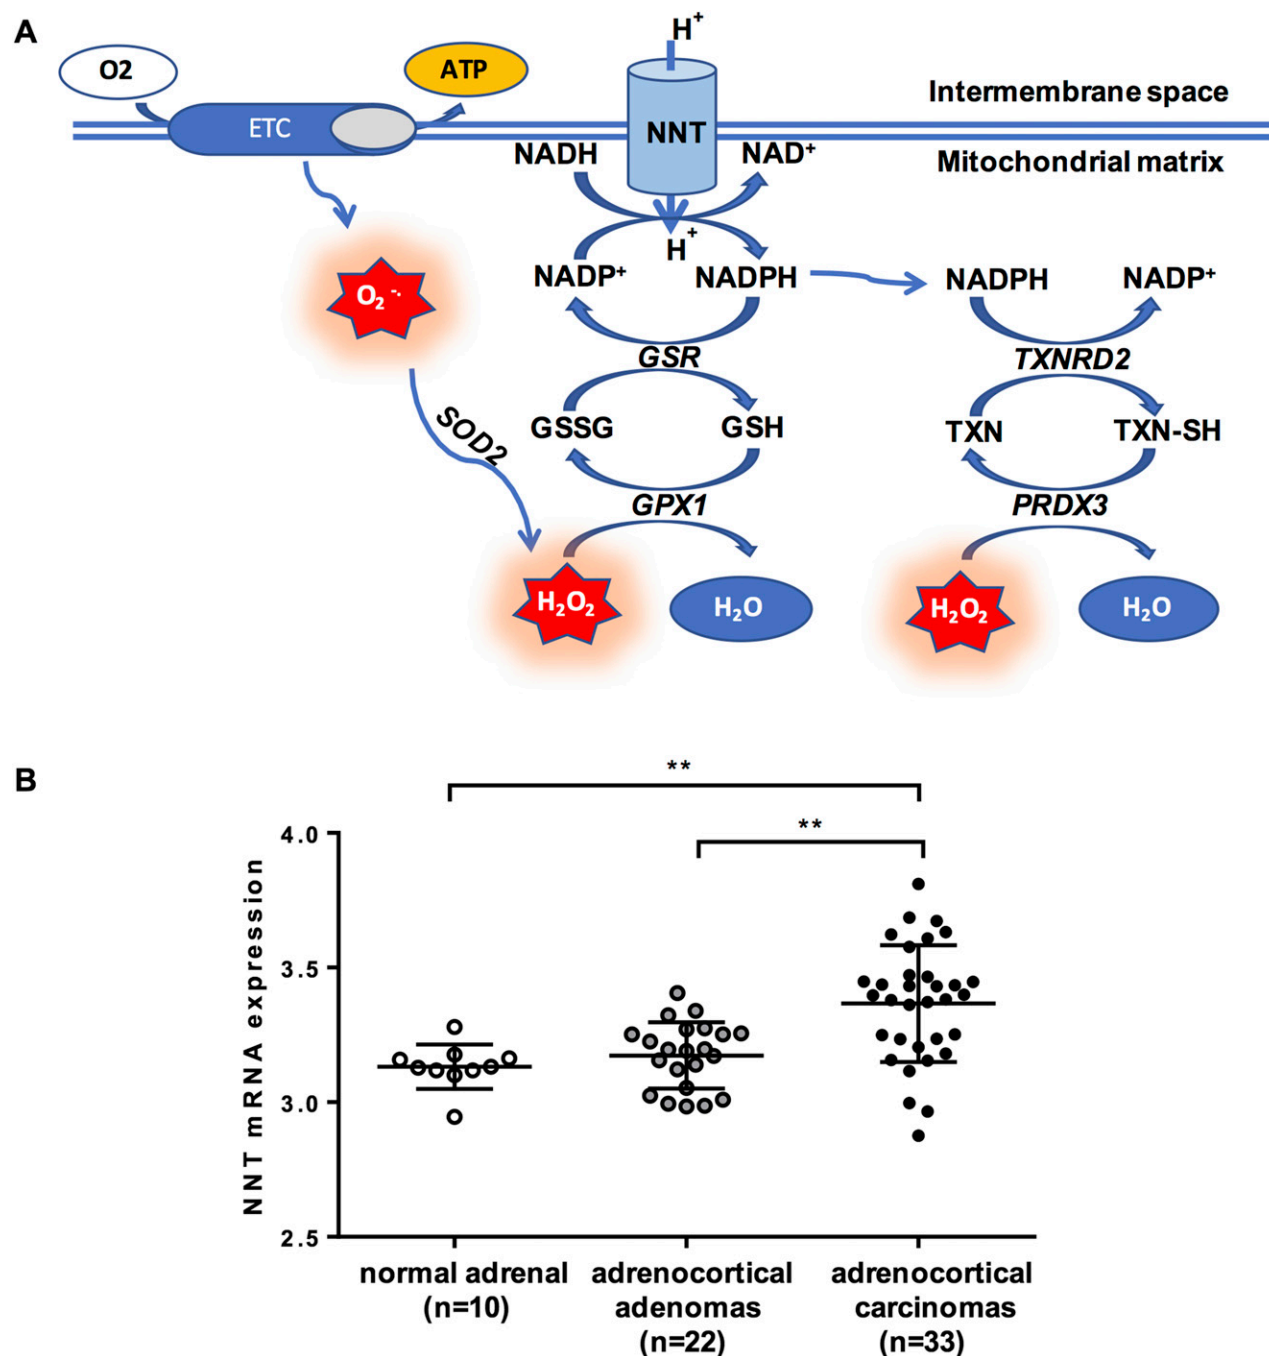 A
H⁺
O2
ATP
ETC
NNT
Intermembrane space
Mitochondrial matrix
NADH
NAD⁺
H⁺
O₂⁻·
NADP⁺
NADPH
NADPH
NADP⁺
GSR
TXNRD2
SOD2
GSSG
GSH
TXN
TXN-SH
GPX1
PRDX3
H₂O₂
H₂O
H₂O₂
H₂O
B
**
**
NNT mRNA expression
4.0
3.5
3.0
2.5
normal adrenal
(n=10)
adrenocortical
adenomas
(n=22)
adrenocortical
carcinomas
(n=33)